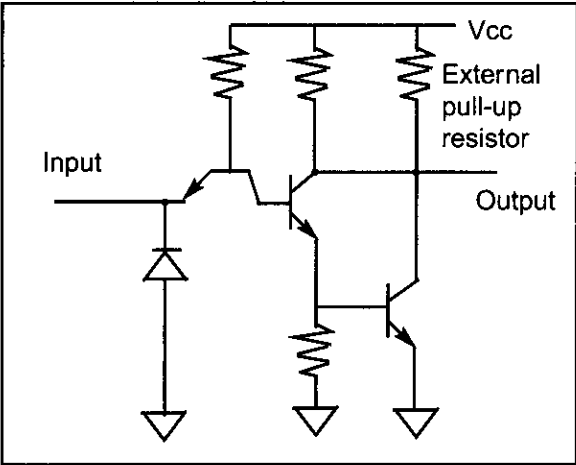 Vcc
External
pull-up
resistor
Input
Output